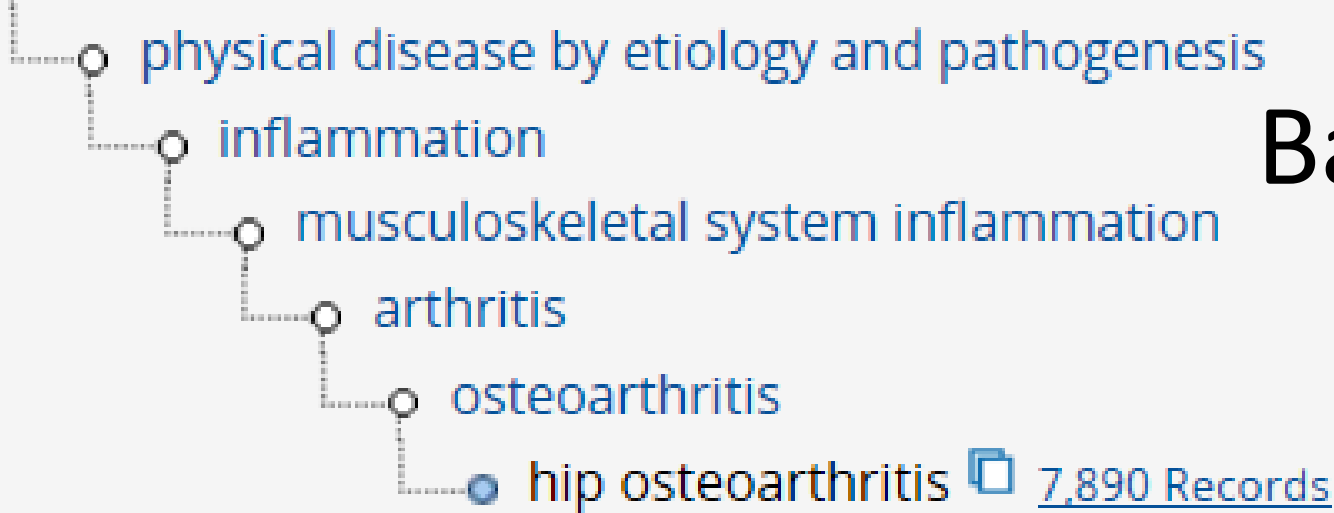 physical disease by etiology and pathogenesis
inflammation
musculoskeletal system inflammation
arthritis
osteoarthritis
hip osteoarthritis 7,890 Records